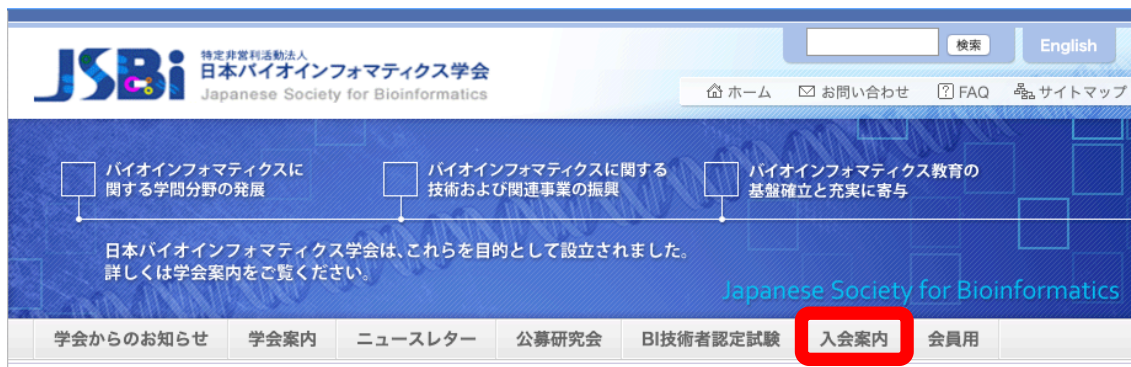 JSBi
特定非営利活動法人
日本バイオインフォマティクス学会
Japanese Society for Bioinformatics
検索
English
ホーム
お問い合わせ
? FAQ
サイトマップ
バイオインフォマティクスに
関する学問分野の発展
バイオインフォマティクスに関する
技術および関連事業の振興
バイオインフォマティクス教育の
基盤確立と充実に寄与
日本バイオインフォマティクス学会は、これらを目的として設立されました。
詳しくは学会案内をご覧ください。
Japanese Society for Bioinformatics
学会からのお知らせ 学会案内 ニュースレター 公募研究会 BI技術者認定試験 入会案内 会員用